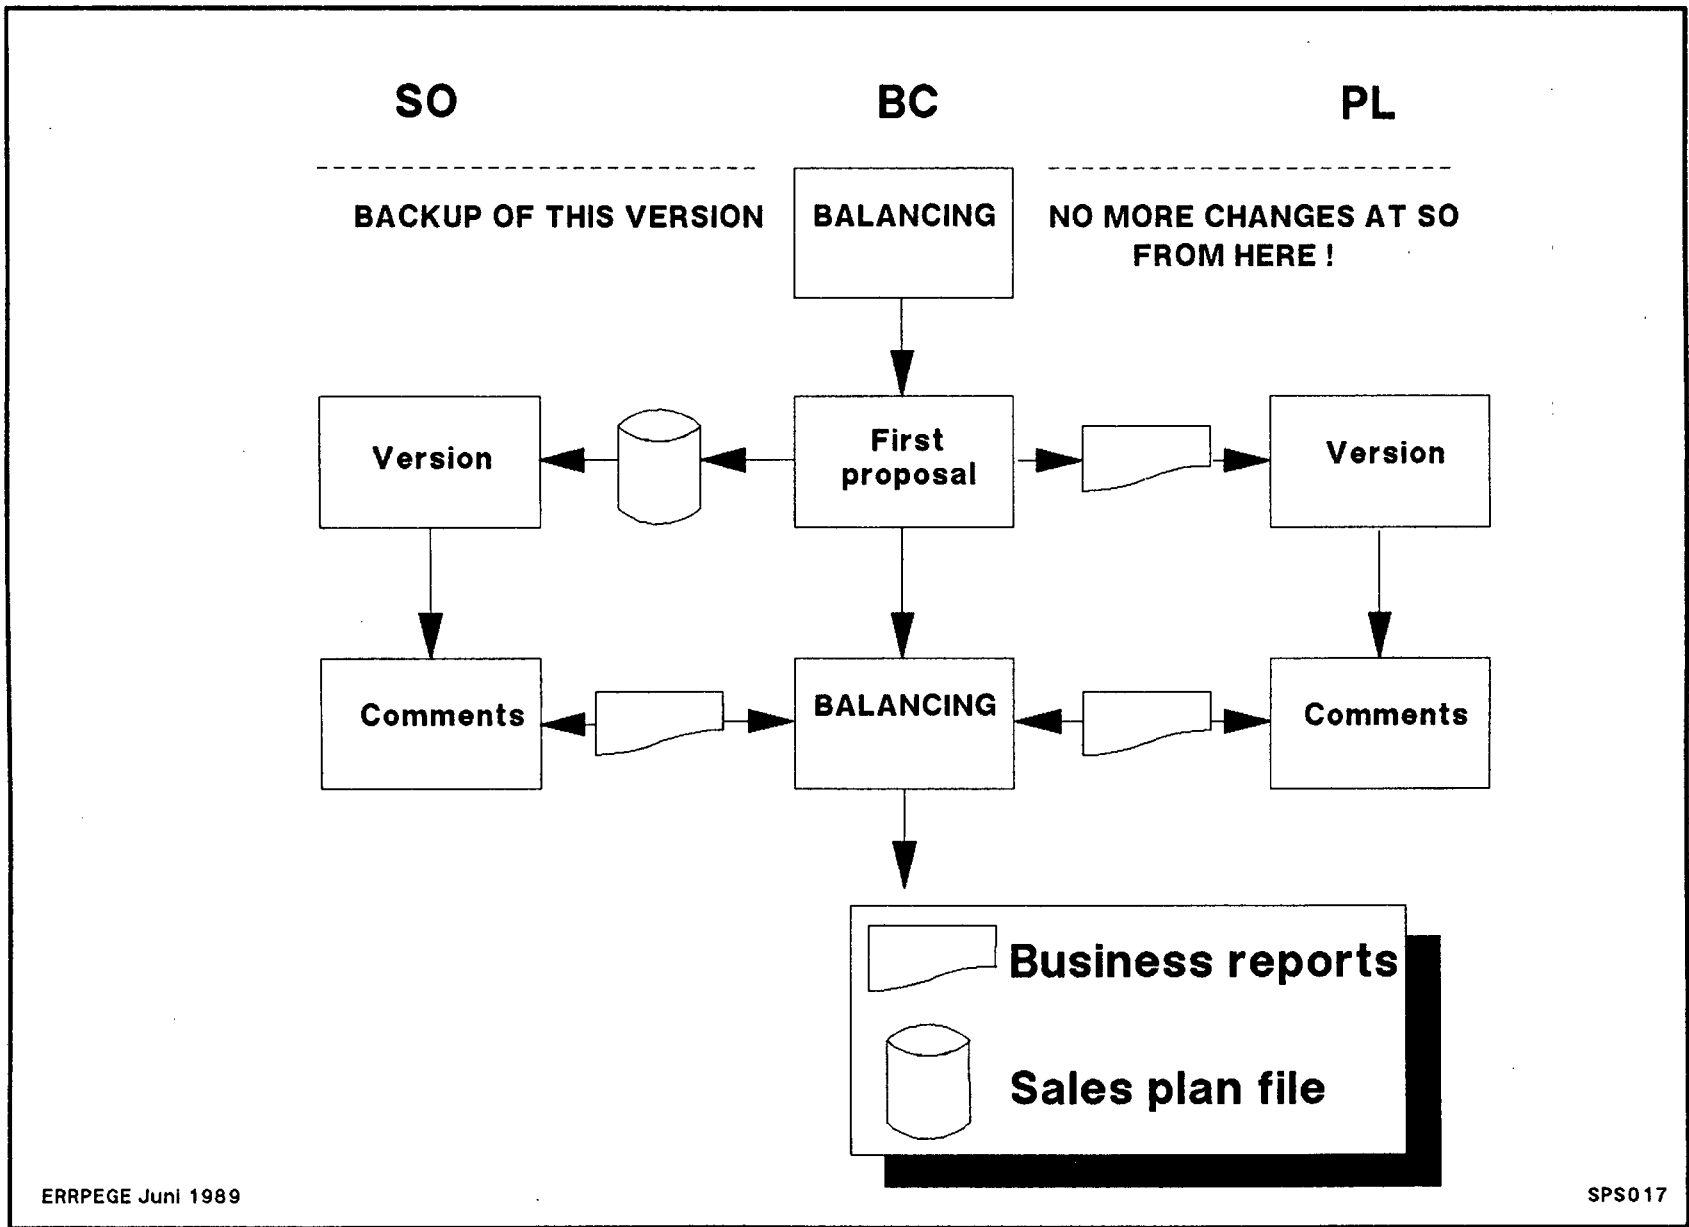 SO
BC
PL
BACKUP OF THIS VERSION
BALANCING
NO MORE CHANGES AT SO
FROM HERE !
Version
First
proposal
Version
Comments
BALANCING
Comments
Business reports
Sales plan file
ERRPEGE Juni 1989
SPS017